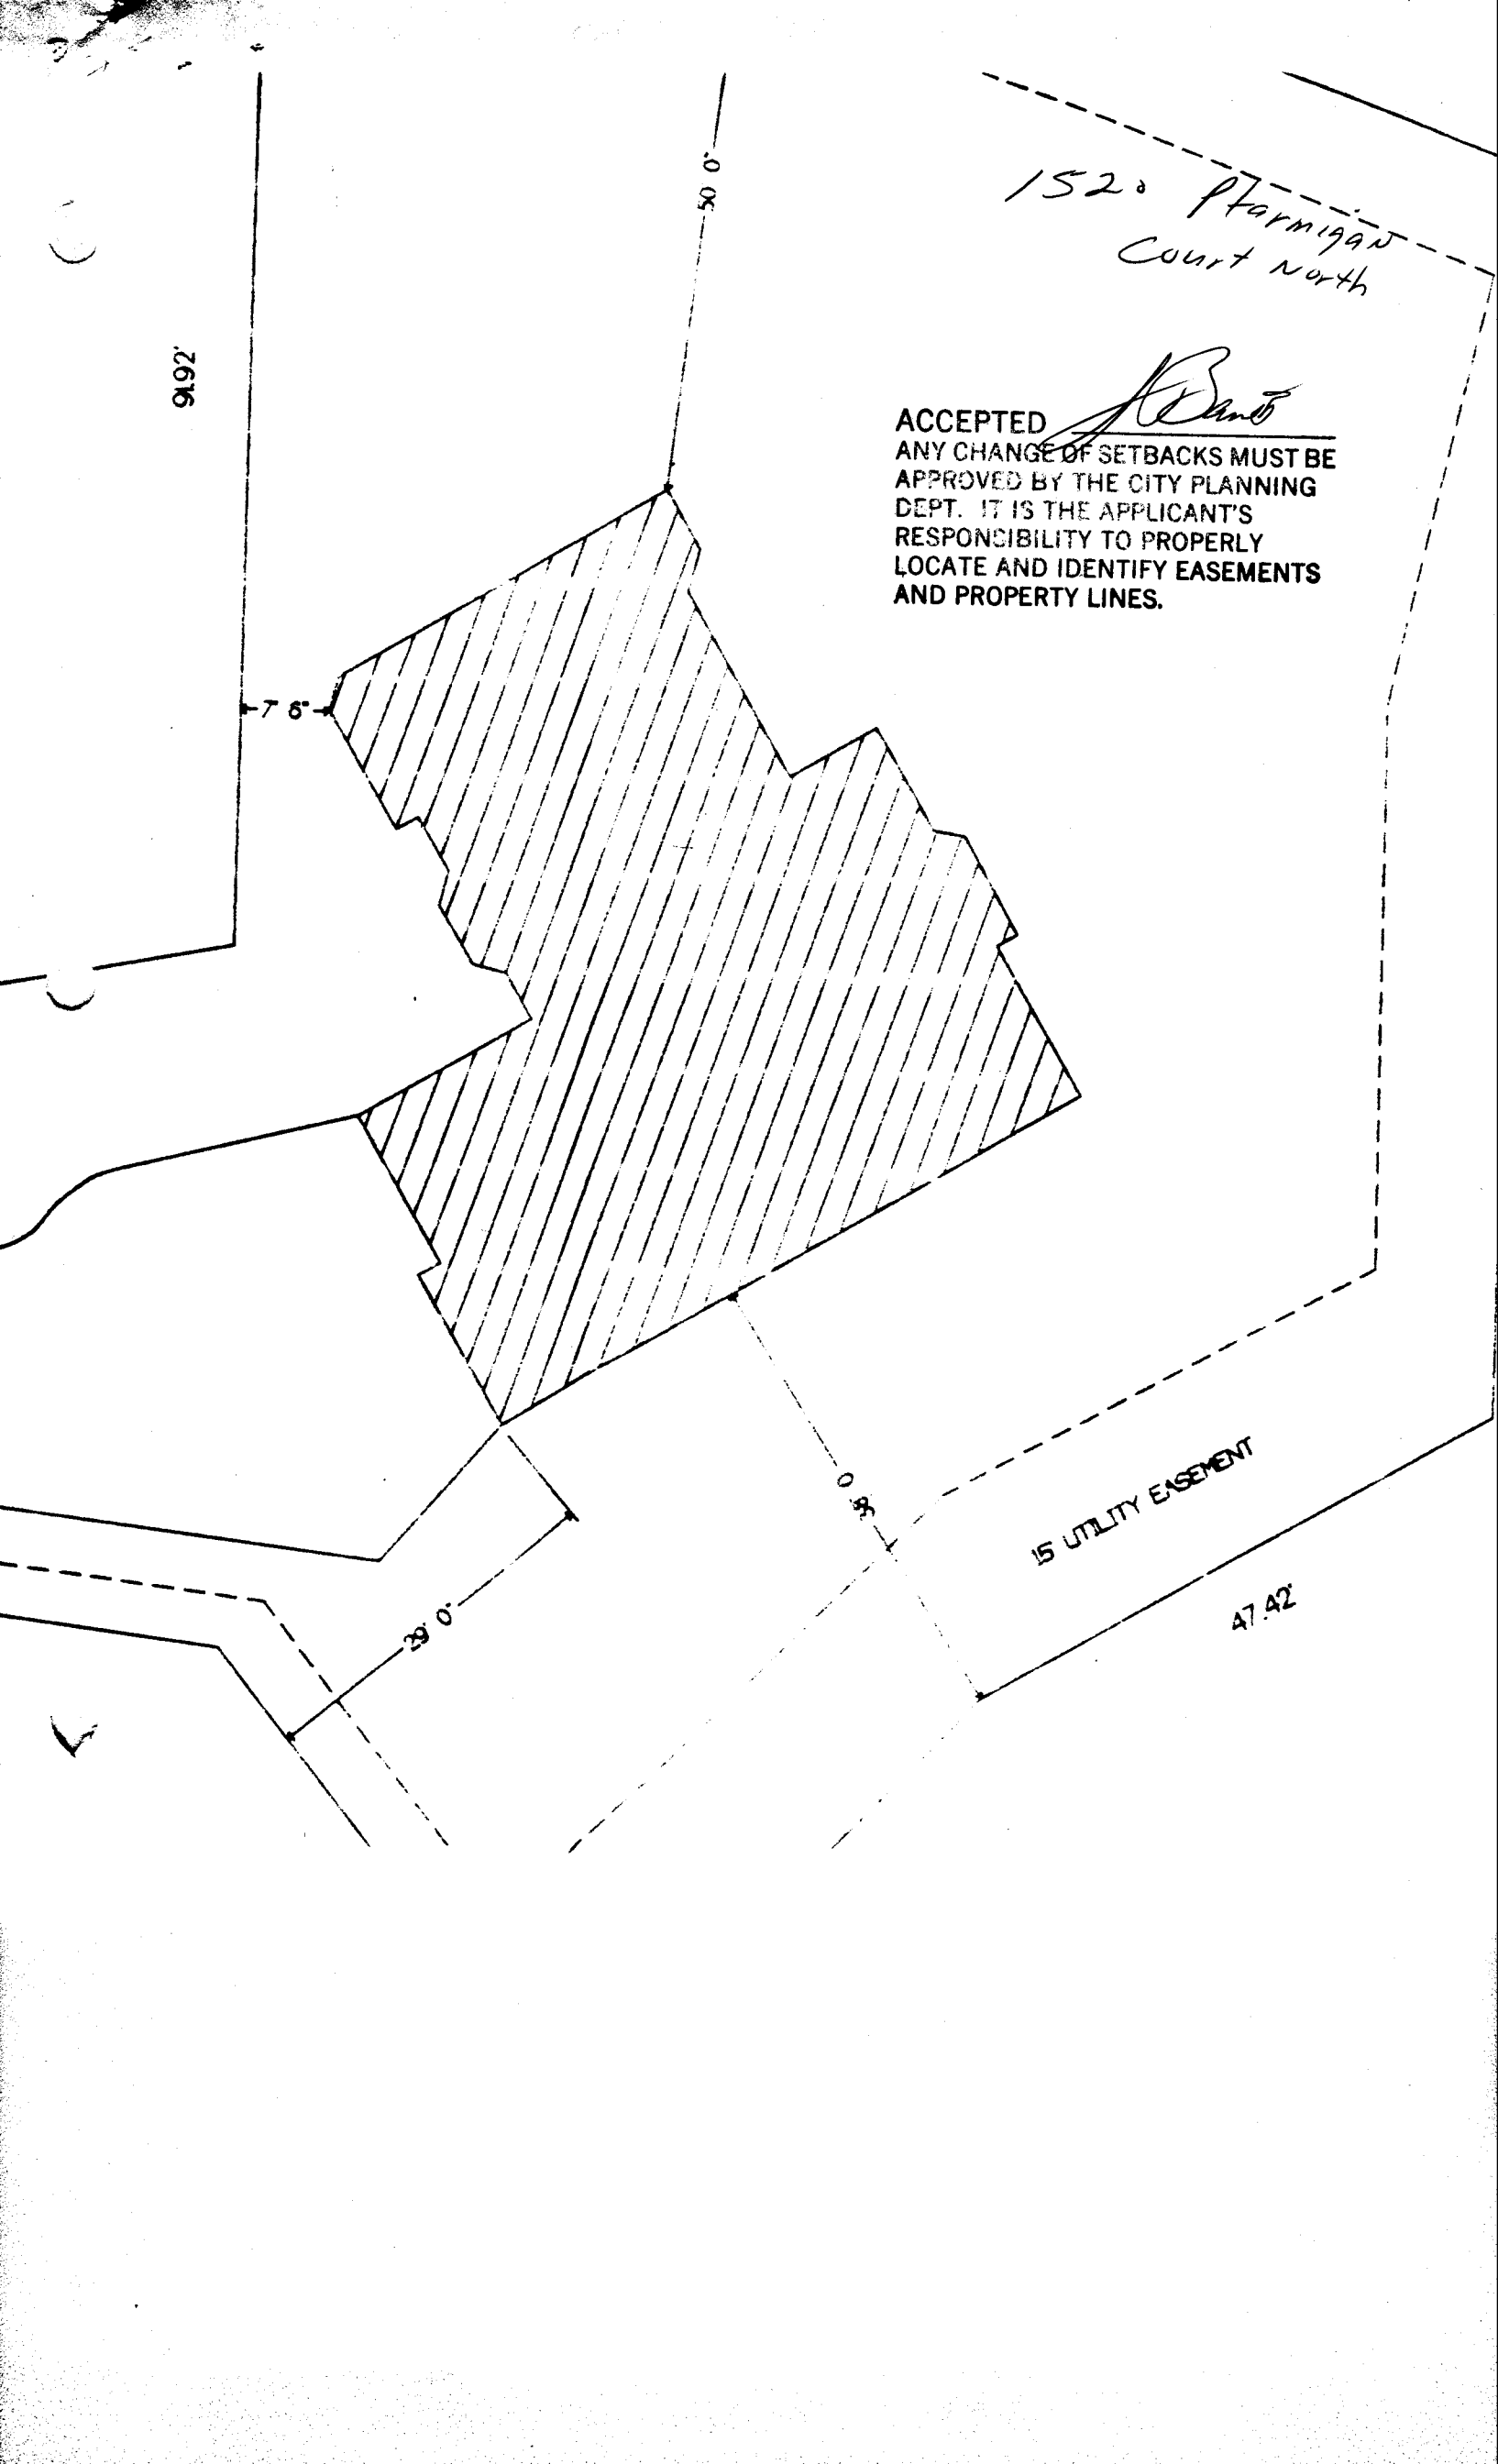 50' 0"
1520 Ptarmigan
Court North
91.92'
ACCEPTED
ANY CHANGE OF SETBACKS MUST BE
APPROVED BY THE CITY PLANNING
DEPT. IT IS THE APPLICANT'S
RESPONSIBILITY TO PROPERLY
LOCATE AND IDENTIFY EASEMENTS
AND PROPERTY LINES.
7' 6"
38' 0
15 UTILITY EASEMENT
47.42'
29' 0"